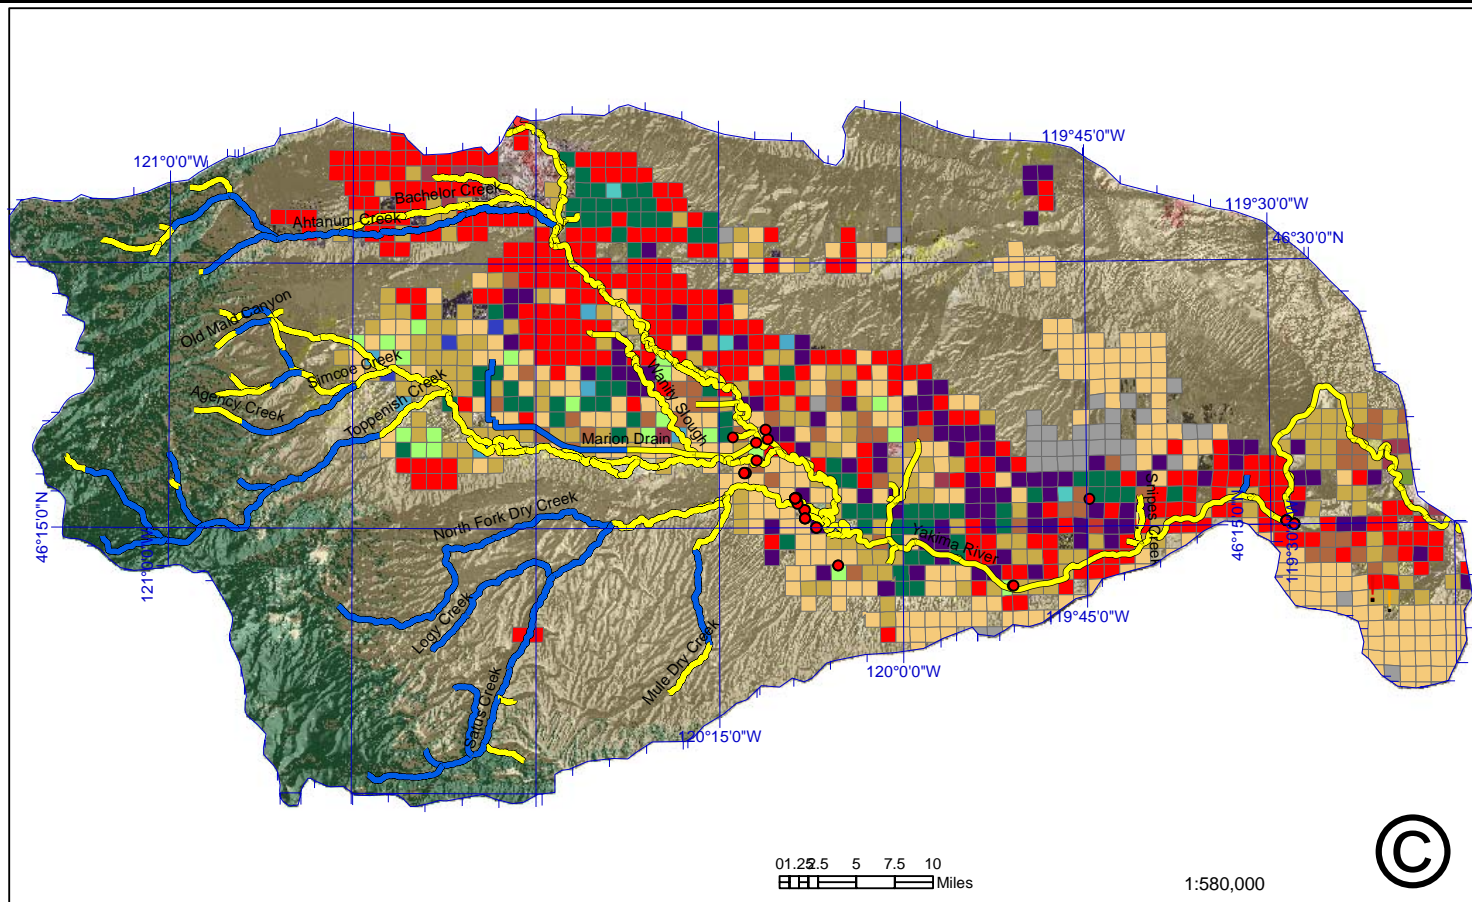 119°45'0"W
121°0'0"W
Bachelor Creek
119°30'0"W
Ahtanum Creek
46°30'0"N
Old Maid Canyon
Simcoe Creek
Wanity Slough
Toppenish Creek
Agency Creek
Marion Drain
Snipes Creek
46°15'0"N
North Fork Dry Creek
46°15'0"N
Yakima River
119°30'0"W
121°0'0"W
Logy Creek
119°45'0"W
Mule Dry Creek
120°0'0"W
Satus Creek
120°15'0"W
©
0 1.25 2.5 5 7.5 10
Miles
1:580,000